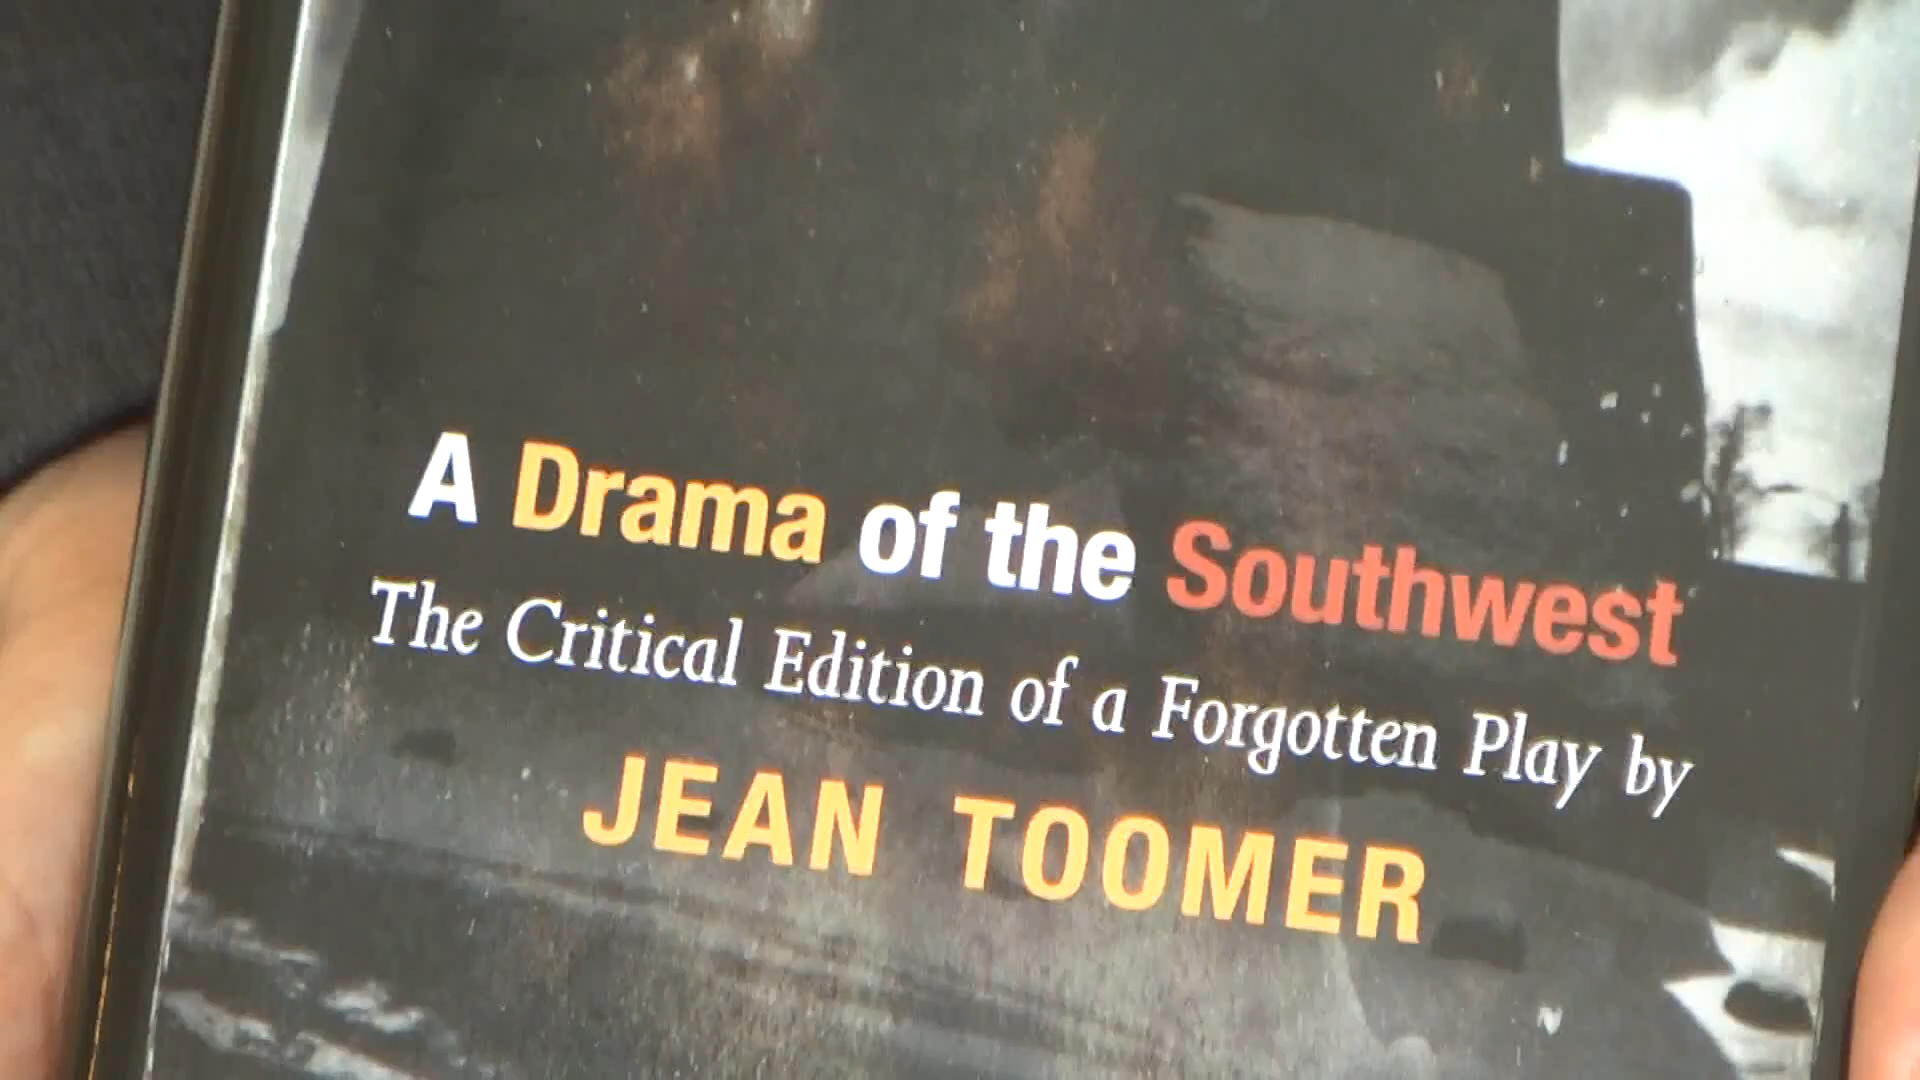 A Drama of the Southwest
The Critical Edition of a Forgotten Play by
JEAN TOOMER